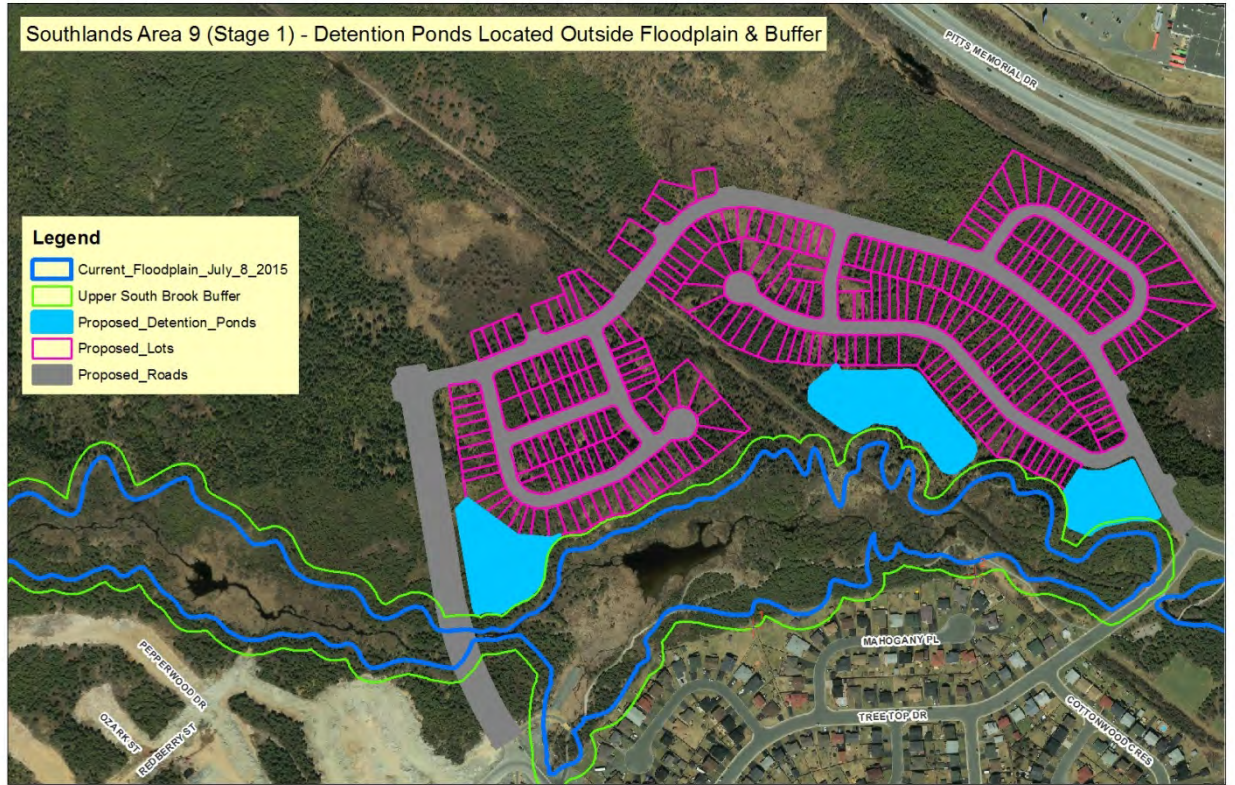 Southlands Area 9 (Stage 1) - Detention Ponds Located Outside Floodplain & Buffer
PITTS MEMORIAL DR
Legend
Current_Floodplain_July_8_2015
Upper South Brook Buffer
Proposed_Detention_Ponds
Proposed_Lots
Proposed_Roads
PEPPERWOOD DR
OZARK ST
REDBERRY ST
MAHOGANY PL
TREE TOP DR
COTTONWOOD CRES